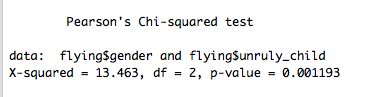 Pearson's Chi-squared test
data:  flying$gender and flying$unruly_child
X-squared = 13.463, df = 2, p-value = 0.001193